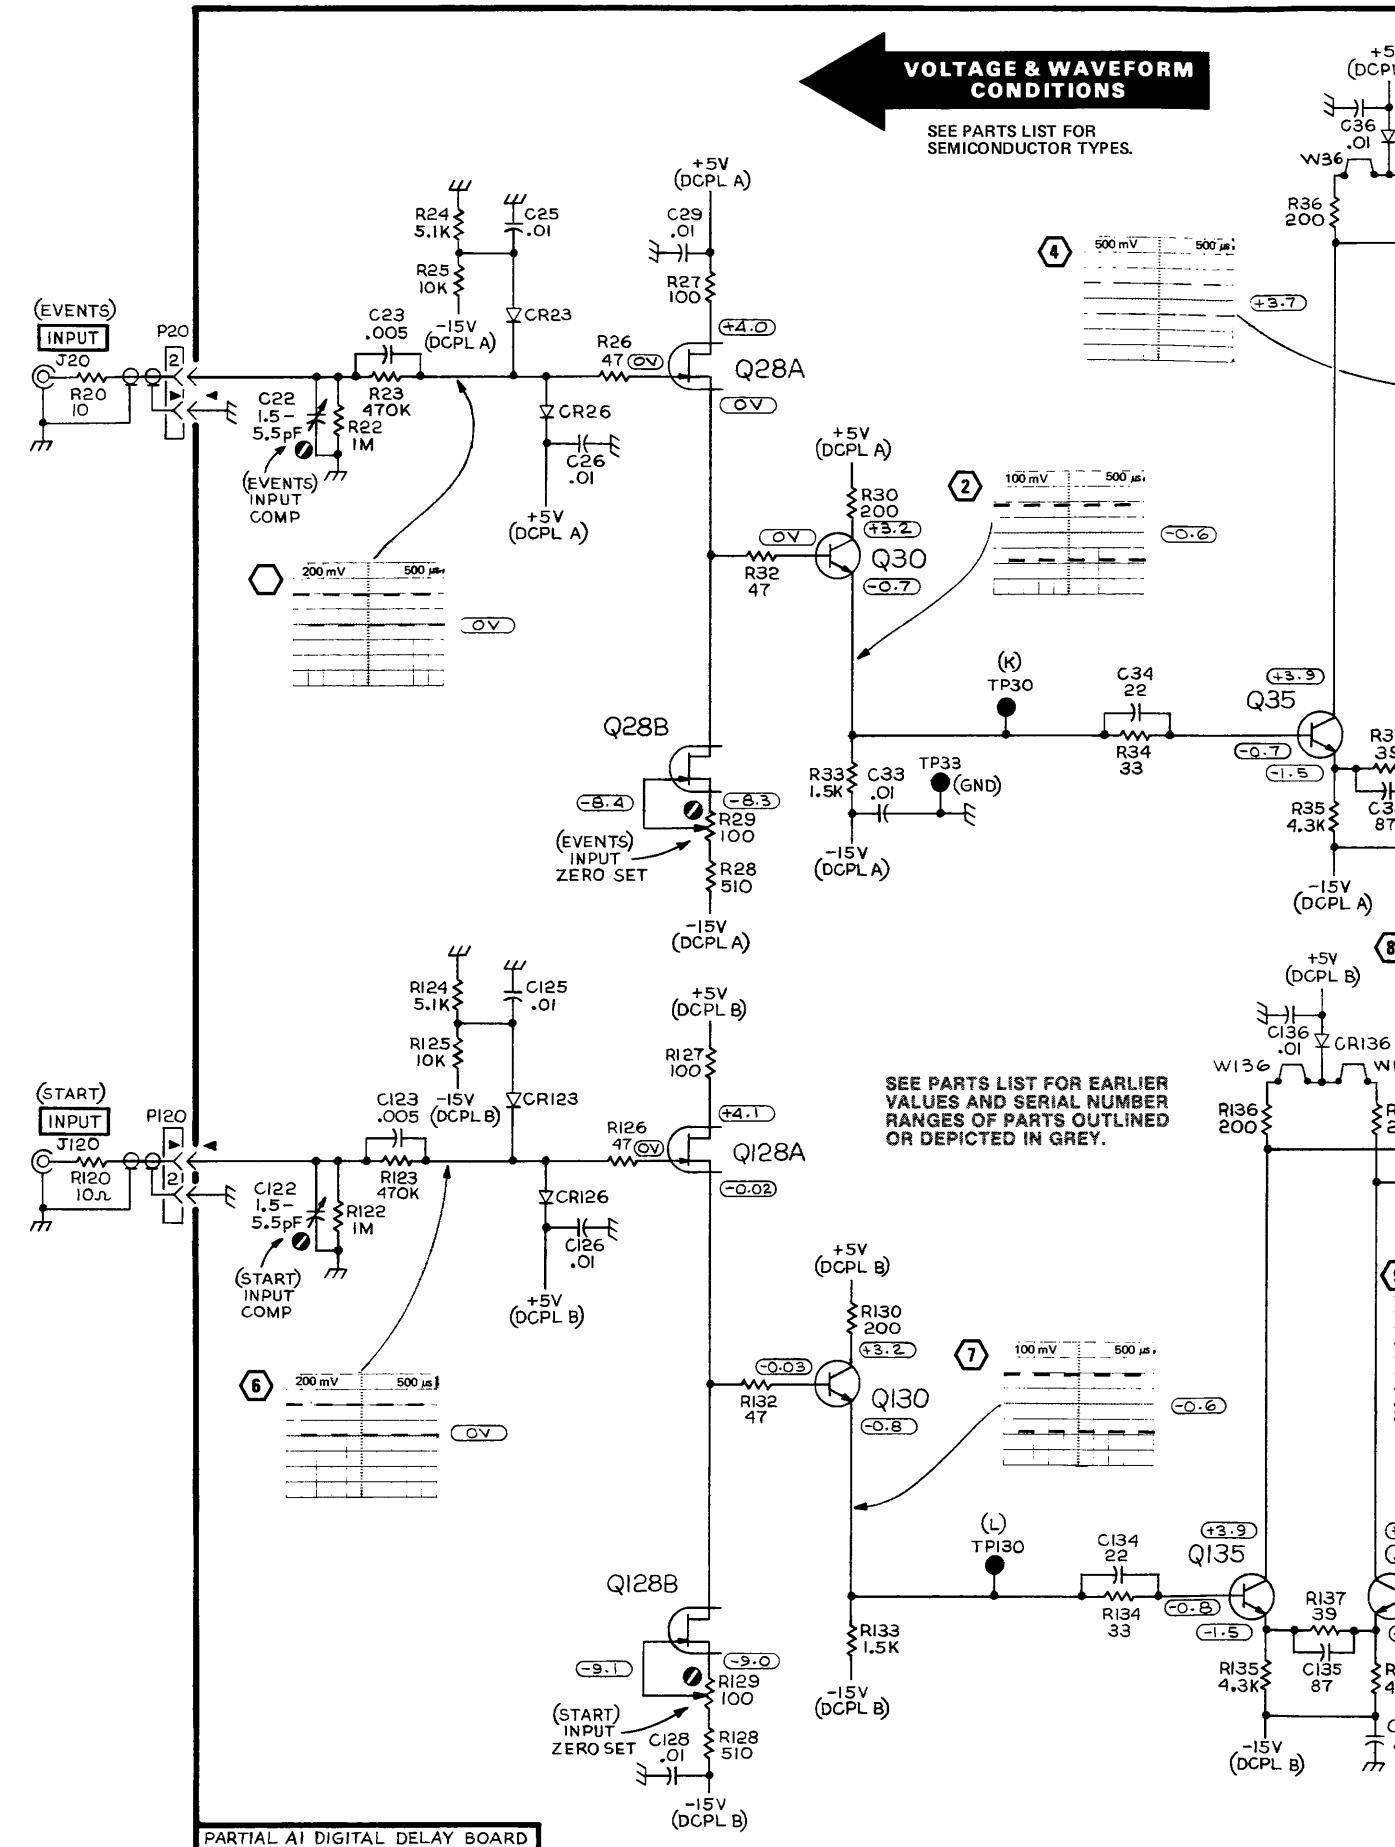 VOLTAGE & WAVEFORM
CONDITIONS
SEE PARTS LIST FOR
SEMICONDUCTOR TYPES.
+5
(DCPL
C36
.01
W36
R36
200
+5V
(DCPL A)
C29
.01
R27
100
+4.0
Q28A
0V
R24
5.1K
C25
.01
R25
10K
-15V
(DCPL A)
CR23
R26
47
0V
4
500 mV
500 µs
+3.7
(EVENTS)
INPUT
J20
P20
2
R20
10
C23
.005
R23
470K
C22
1.5-
5.5pF
R22
1M
(EVENTS)
INPUT
COMP
CR26
C26
.01
+5V
(DCPL A)
200 mV
500 µs
0V
+5V
(DCPL A)
R30
200
+3.2
0V
Q30
R32
47
-0.7
2
100 mV
500 µs
-0.6
(K)
TP30
C34
22
R34
33
+3.9
Q35
-0.7
-1.5
R35
4.3K
-15V
(DCPL A)
Q28B
-8.4
-8.3
R29
100
(EVENTS)
INPUT
ZERO SET
R28
510
-15V
(DCPL A)
R33
1.5K
C33
.01
TP33
(GND)
-15V
(DCPL A)
8
+5V
(DCPL B)
C136
.01
CR136
W136
R136
200
R124
5.1K
C125
.01
R125
10K
-15V
(DCPL B)
CR123
+5V
(DCPL B)
R127
100
+4.1
Q128A
-0.02
R126
47
0V
SEE PARTS LIST FOR EARLIER
VALUES AND SERIAL NUMBER
RANGES OF PARTS OUTLINED
OR DEPICTED IN GREY.
(START)
INPUT
J120
P120
2
R120
10Ω
C123
.005
R123
470K
C122
1.5-
5.5pF
R122
1M
(START)
INPUT
COMP
CR126
C126
.01
+5V
(DCPL B)
6
200 mV
500 µs
0V
+5V
(DCPL B)
R130
200
+3.2
-0.03
Q130
R132
47
-0.8
7
100 mV
500 µs
-0.6
(L)
TP130
C134
22
R134
33
+3.9
Q135
-0.8
-1.5
R137
39
C135
87
R135
4.3K
-15V
(DCPL B)
Q128B
-9.1
-9.0
R129
100
(START)
INPUT
ZERO SET
C128
.01
R128
510
-15V
(DCPL B)
R133
1.5K
-15V
(DCPL B)
PARTIAL A1 DIGITAL DELAY BOARD